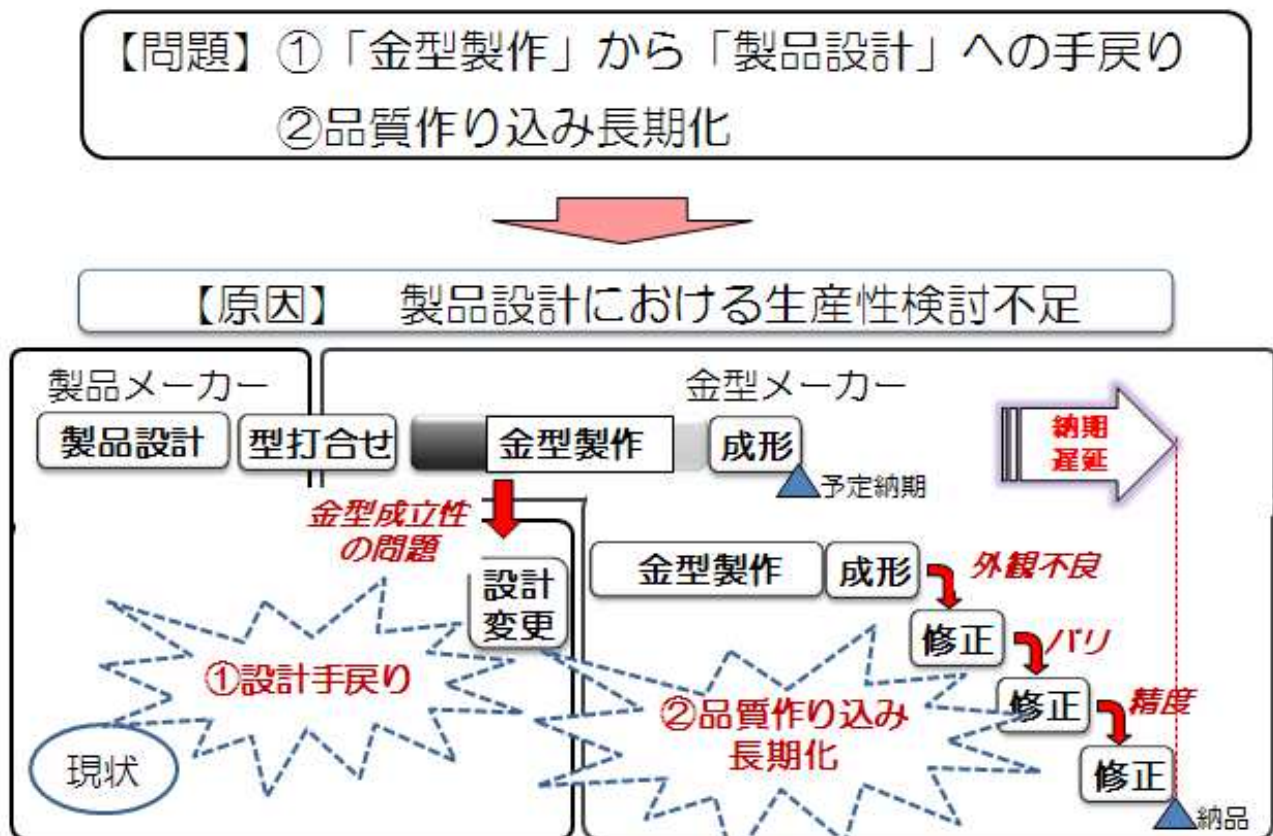 【問題】①「金型製作」から「製品設計」への手戻り
②品質作り込み長期化
【原因】　製品設計における生産性検討不足
製品メーカー
金型メーカー
製品設計
型打合せ
金型製作
成形
納期
遅延
予定納期
金型成立性
の問題
設計
変更
金型製作
成形
外観不良
修正
バリ
修正
精度
修正
①設計手戻り
②品質作り込み
長期化
現状
納品